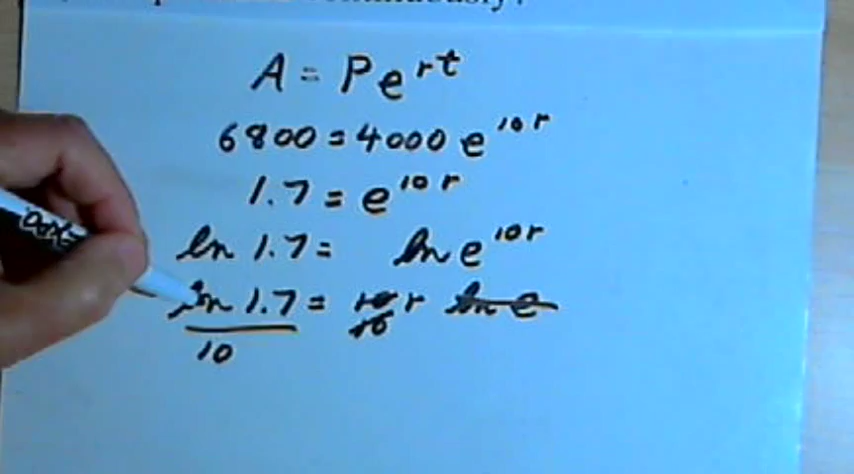 continuously?
A = Pe^{rt}
6800 = 4000 e^{10r}
1.7 = e^{10r}
ln 1.7 = ln e^{10r}
ln 1.7 = 10r ln e
10 10